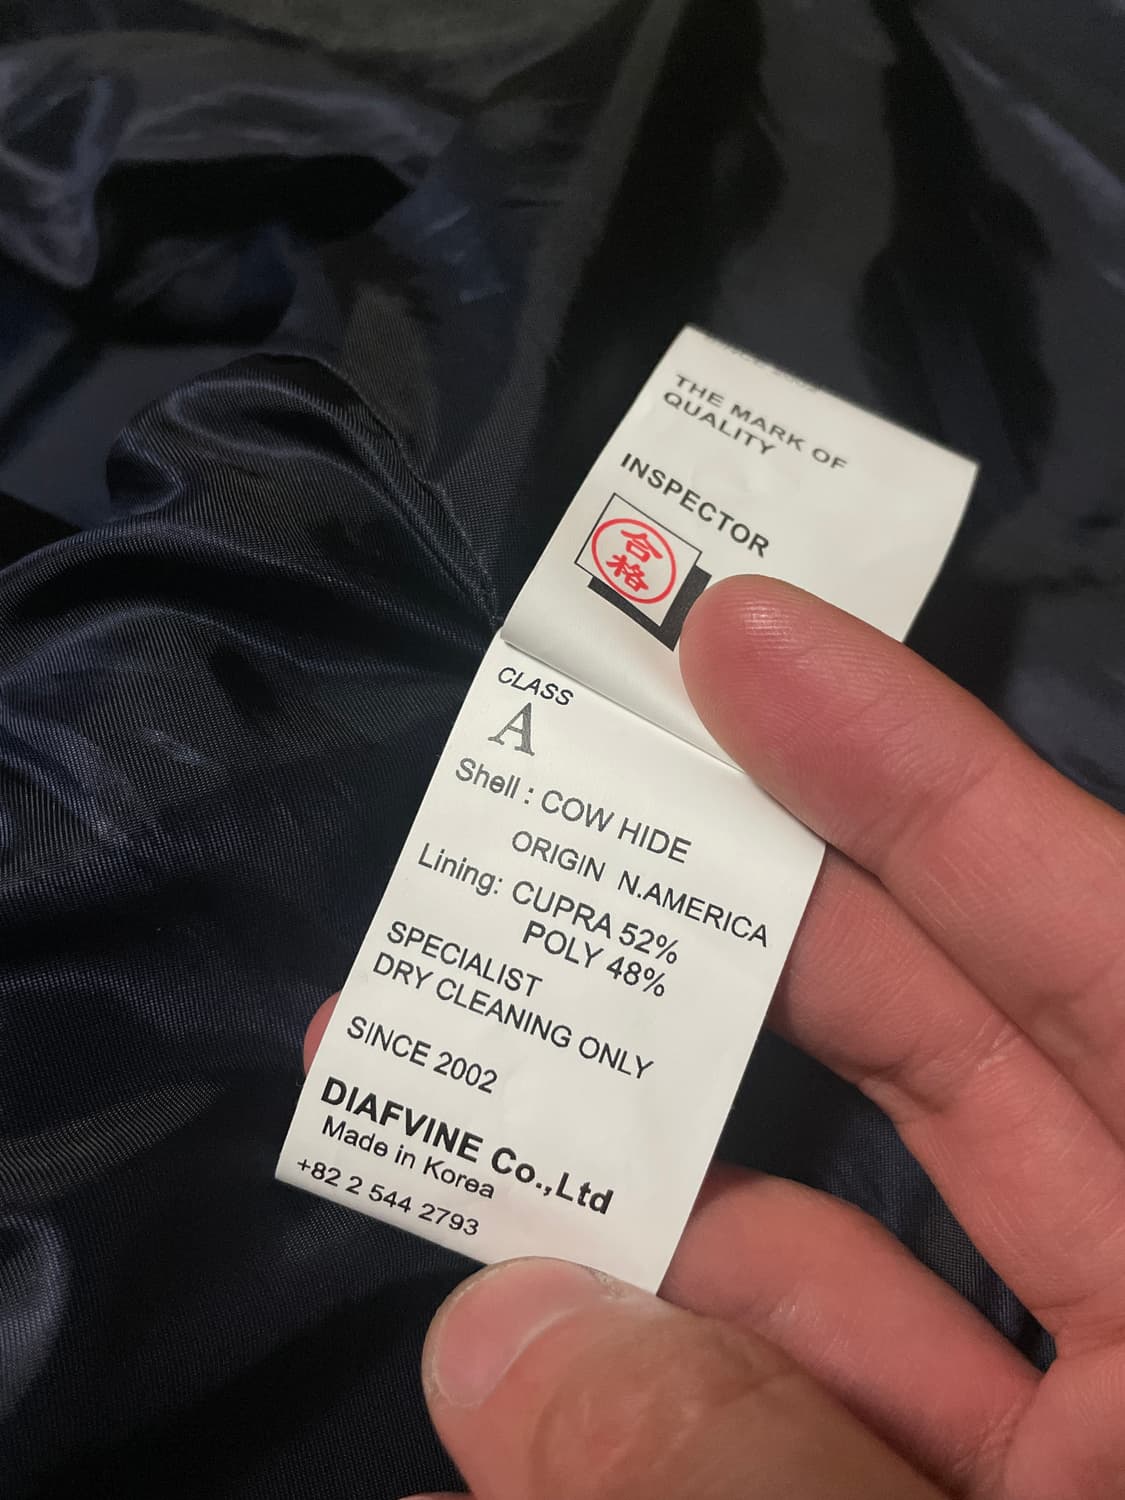 THE MARK OF
QUALITY
INSPECTOR
合
格
CLASS
A
Shell : COW HIDE
ORIGIN N.AMERICA
Lining: CUPRA 52%
POLY 48%
SPECIALIST
DRY CLEANING ONLY
SINCE 2002
DIAFVINE Co.,Ltd
Made in Korea
+82 2 544 2793